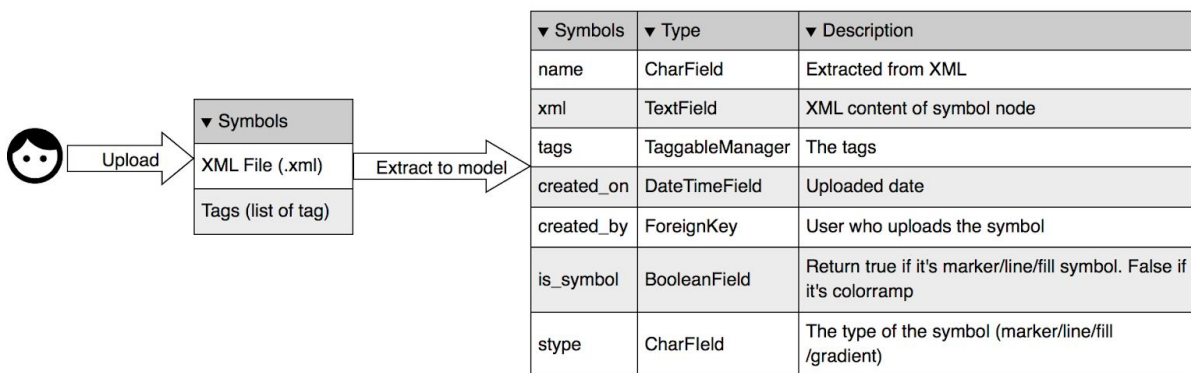 Upload
▼ Symbols
XML File (.xml)
Tags (list of tag)
Extract to model
▼ Symbols ▼ Type ▼ Description
name CharField Extracted from XML
xml TextField XML content of symbol node
tags TaggableManager The tags
created_on DateTimeField Uploaded date
created_by ForeignKey User who uploads the symbol
is_symbol BooleanField Return true if it's marker/line/fill symbol. False if
it's colorramp
stype CharFIeld The type of the symbol (marker/line/fill
/gradient)